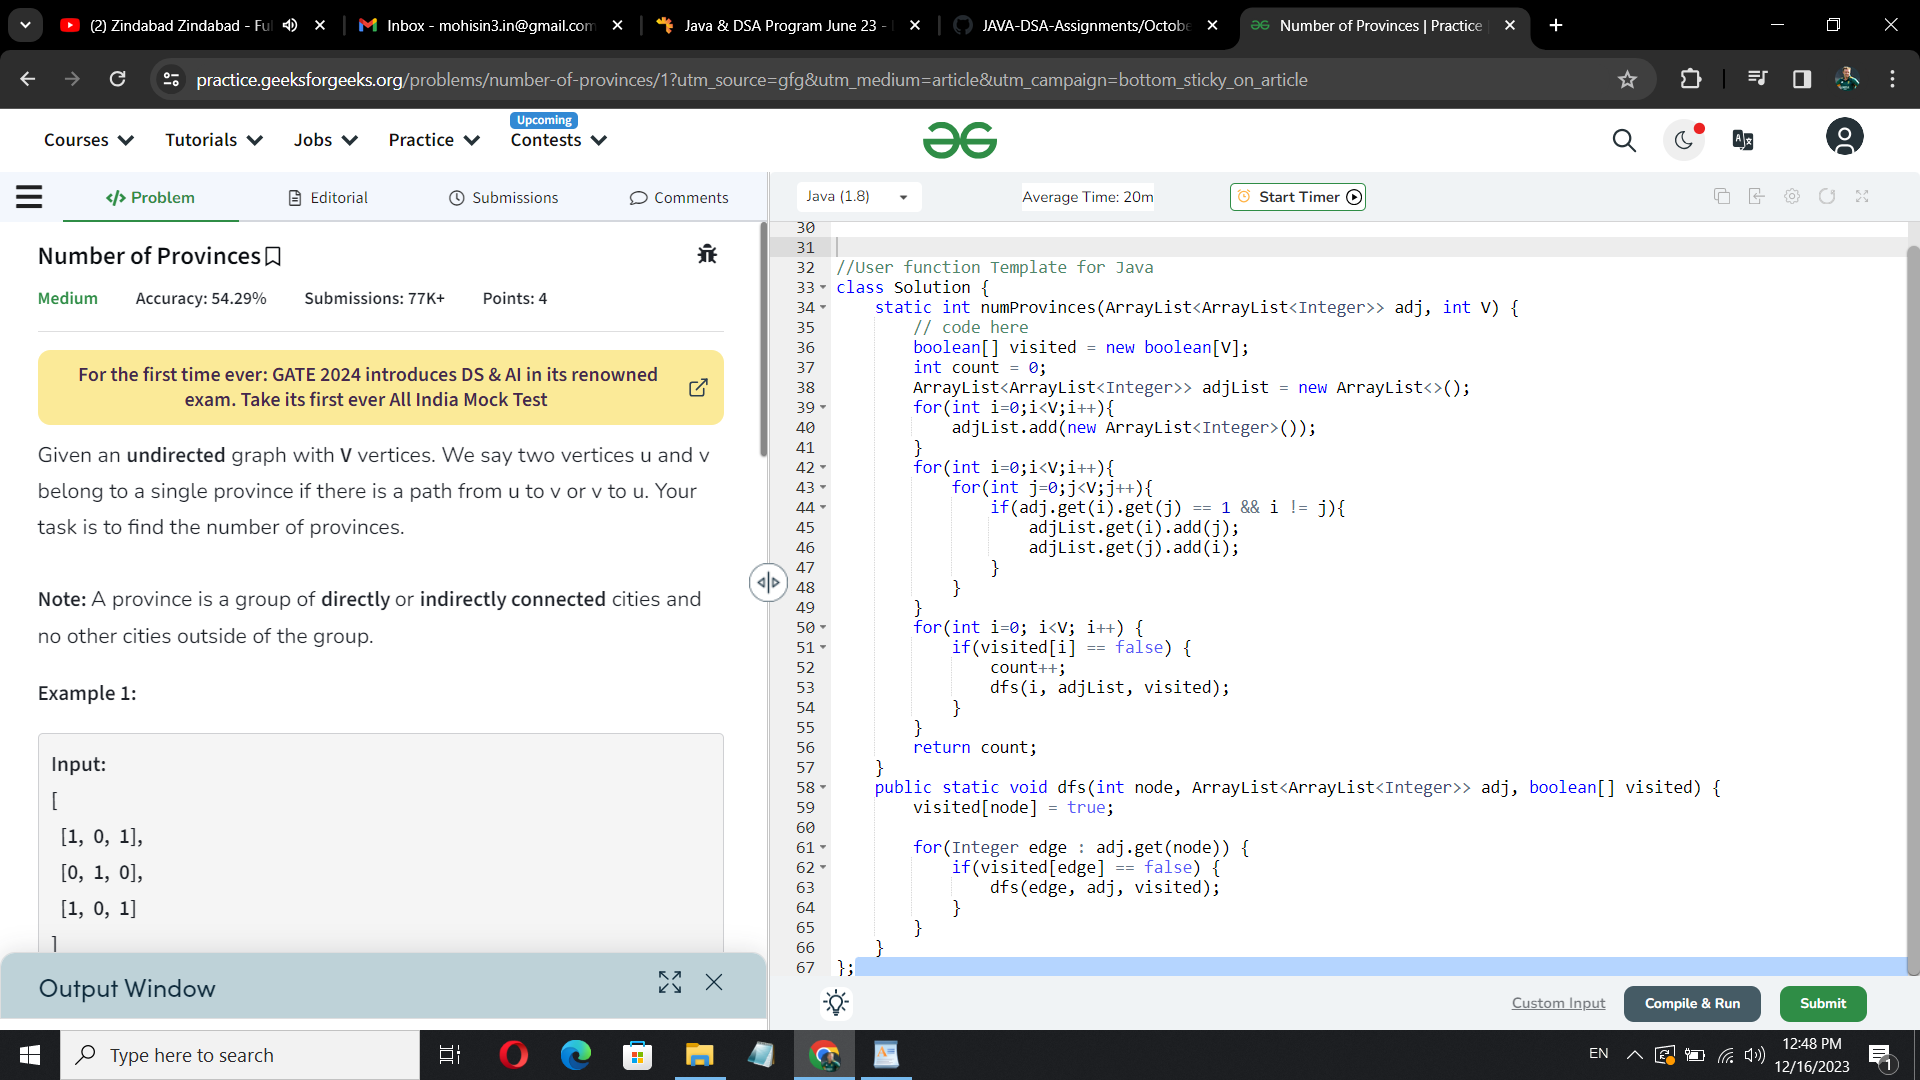 (2) Zindabad Zindabad - Ful
Inbox - mohisin3.in@gmail.com
Java & DSA Program June 23 -
JAVA-DSA-Assignments/Octobe
Number of Provinces | Practice
practice.geeksforgeeks.org/problems/number-of-provinces/1?utm_source=gfg&utm_medium=article&utm_campaign=bottom_sticky_on_article
Courses
Tutorials
Jobs
Practice
Upcoming
Contests
Problem
Editorial
Submissions
Comments
Number of Provinces
Medium
Accuracy: 54.29%
Submissions: 77K+
Points: 4
For the first time ever: GATE 2024 introduces DS & AI in its renowned
exam. Take its first ever All India Mock Test
Given an undirected graph with V vertices. We say two vertices u and v
belong to a single province if there is a path from u to v or v to u. Your
task is to find the number of provinces.
Note: A province is a group of directly or indirectly connected cities and
no other cities outside of the group.
Example 1:
Input:
[
[1, 0, 1],
[0, 1, 0],
[1, 0, 1]
]
Output Window
Java (1.8)
Average Time: 20m
Start Timer
30
31
32 //User function Template for Java
33 class Solution {
34     static int numProvinces(ArrayList<ArrayList<Integer>> adj, int V) {
35         // code here
36         boolean[] visited = new boolean[V];
37         int count = 0;
38         ArrayList<ArrayList<Integer>> adjList = new ArrayList<>();
39         for(int i=0;i<V;i++){
40             adjList.add(new ArrayList<Integer>());
41         }
42         for(int i=0;i<V;i++){
43             for(int j=0;j<V;j++){
44                 if(adj.get(i).get(j) == 1 && i != j){
45                     adjList.get(i).add(j);
46                     adjList.get(j).add(i);
47                 }
48             }
49         }
50         for(int i=0; i<V; i++) {
51             if(visited[i] == false) {
52                 count++;
53                 dfs(i, adjList, visited);
54             }
55         }
56         return count;
57     }
58     public static void dfs(int node, ArrayList<ArrayList<Integer>> adj, boolean[] visited) {
59         visited[node] = true;
60
61         for(Integer edge : adj.get(node)) {
62             if(visited[edge] == false) {
63                 dfs(edge, adj, visited);
64             }
65         }
66     }
67 };
Custom Input
Compile & Run
Submit
Type here to search
EN
12:48 PM
12/16/2023
1